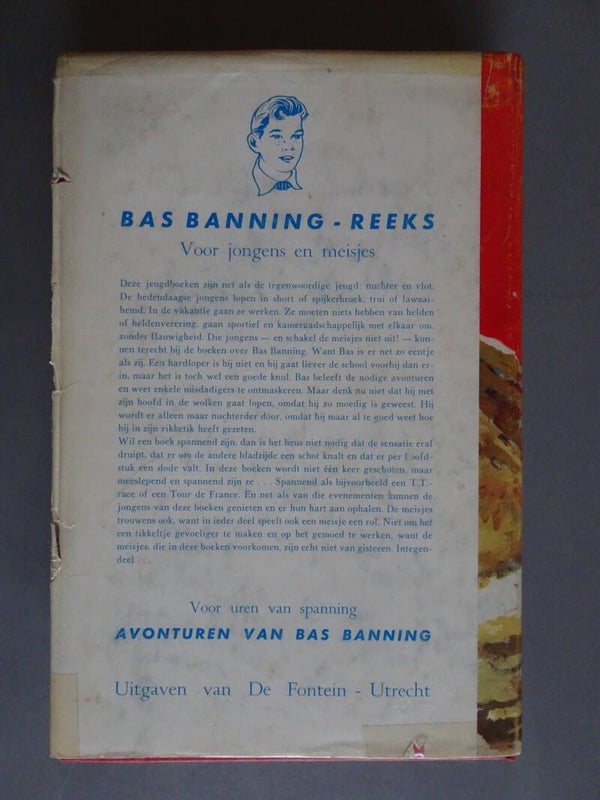 BAS BANNING - REEKS
Voor jongens en meisjes
Deze jeugdboeken zijn net als de tegenwoordige jeugd: nuchter en vlot.
De hedendaagse jongens lopen in short of spijkerbroek, trui of lawaai-
hemd. In de vakantie gaan ze werken. Ze moeten niets hebben van helden
of heldenverering, gaan sportief en kameraadschappelijk met elkaar om,
zonder flauwigheid. Die jongens — en schakel de meisjes niet uit! — kun-
nen terecht bij de boeken over Bas Banning. Want Bas is er net zo eentje
als zij. Een hardloper is hij niet en hij gaat liever de school voorbij dan er-
in, maar het is toch wel een goede knul. Bas beleeft de nodige avonturen
en weet enkele misdadigers te ontmaskeren. Maar denk nu niet dat hij met
zijn hoofd in de wolken gaat lopen, omdat hij zo moedig is geweest. Hij
wordt er alleen maar nuchterder door, omdat hij maar al te goed weet hoe
hij in zijn rikketik heeft gezeten.
Wil een boek spannend zijn, dan is het heus niet nodig dat de sensatie eraf
druipt, dat er om de andere bladzijde een schot knalt en dat er per hoofd-
stuk een dode valt. In deze boeken wordt niet één keer geschoten, maar
meeslepend en spannend zijn ze . . . Spannend als bijvoorbeeld een T.T.-
race of een Tour de France. En net als van die evenementen kunnen de
jongens van deze boeken genieten en er hun hart aan ophalen. De meisjes
trouwens ook, want in ieder deel speelt ook een meisje een rol. Niet om het
een tikkeltje gevoeliger te maken en op het gemoed te werken, want de
meisjes, die in deze boeken voorkomen, zijn echt niet van gisteren. Integen-
deel . . .
Voor uren van spanning
AVONTUREN VAN BAS BANNING
Uitgaven van De Fontein - Utrecht